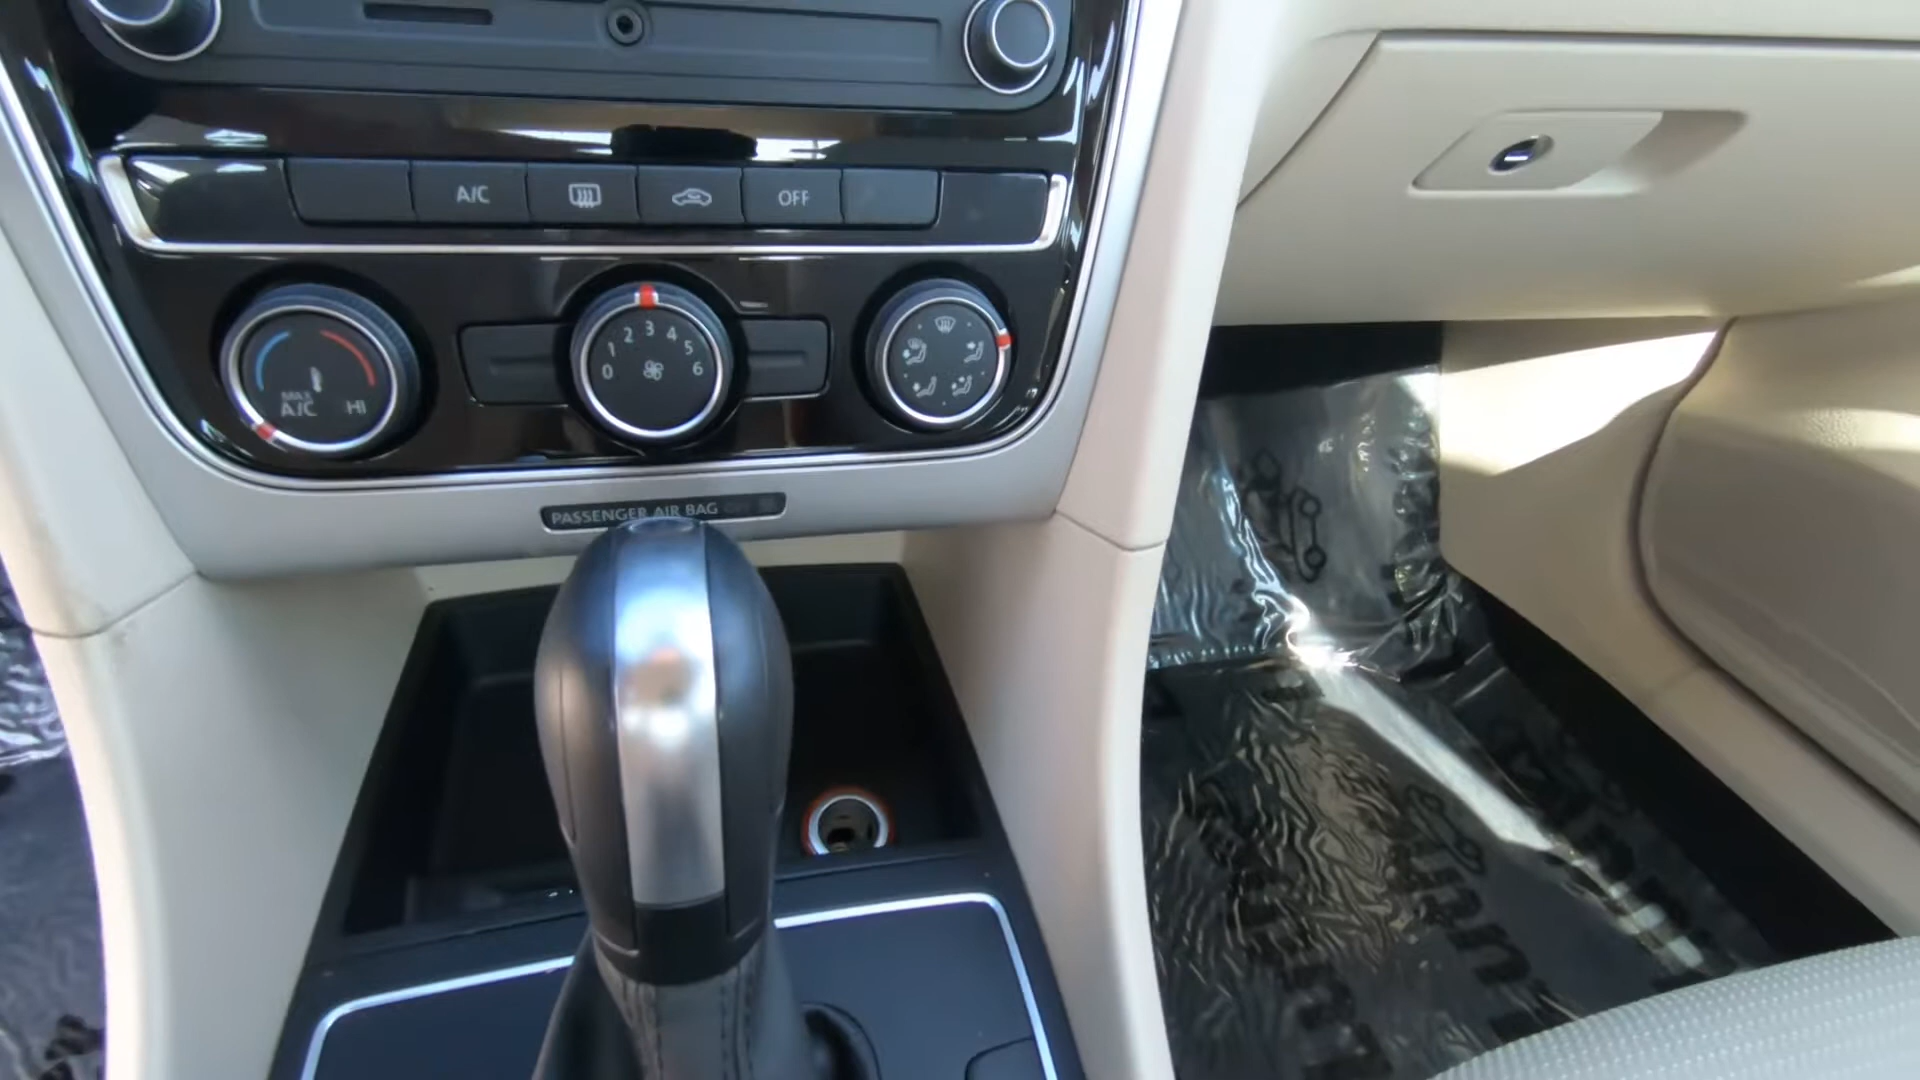 A/C
OFF
0 1 2 3 4 5 6
MAX
A/C HI
PASSENGER AIR BAG